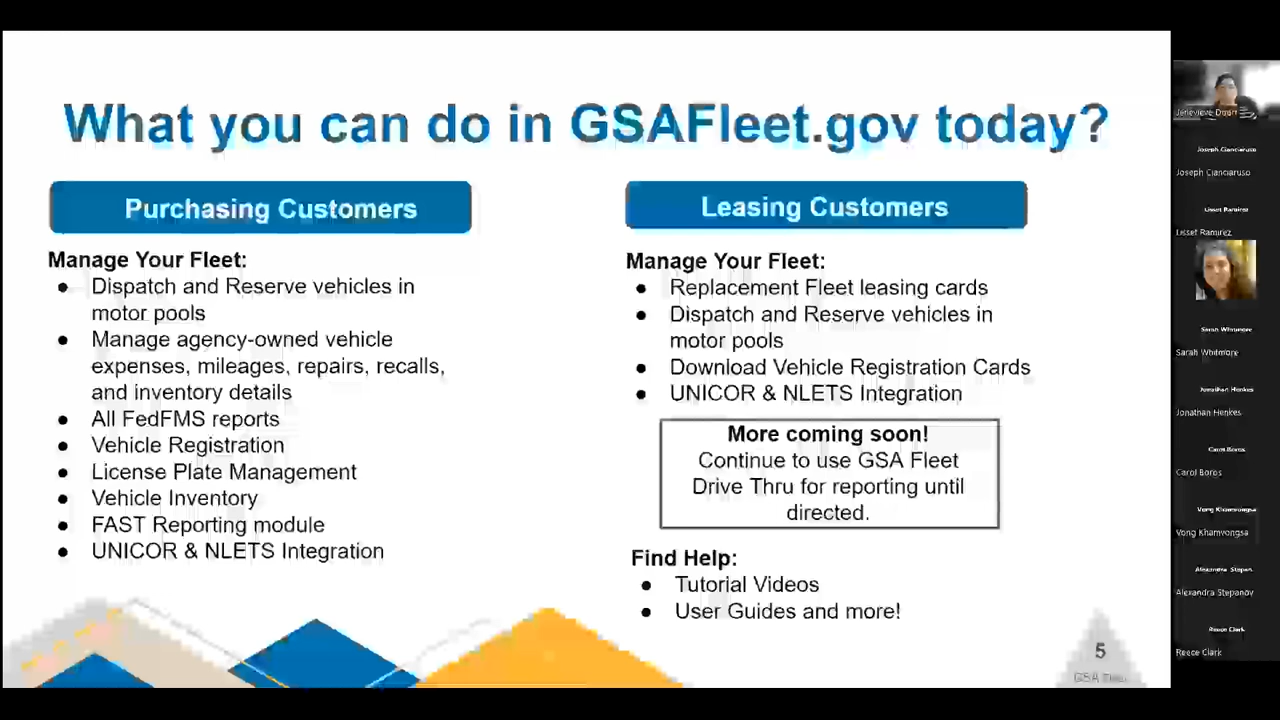 What you can do in GSAFleet.gov today?
Purchasing Customers
Manage Your Fleet:
● Dispatch and Reserve vehicles in
motor pools
● Manage agency-owned vehicle
expenses, mileages, repairs, recalls,
and inventory details
● All FedFMS reports
● Vehicle Registration
● License Plate Management
● Vehicle Inventory
● FAST Reporting module
● UNICOR & NLETS Integration
Leasing Customers
Manage Your Fleet:
● Replacement Fleet leasing cards
● Dispatch and Reserve vehicles in
motor pools
● Download Vehicle Registration Cards
● UNICOR & NLETS Integration
More coming soon!
Continue to use GSA Fleet
Drive Thru for reporting until
directed.
Find Help:
● Tutorial Videos
● User Guides and more!
5
GSA Fleet
Jenevieve
Joseph Cianciaruso
Joseph Cianciaruso
Lisset Ramirez
Lisset Ramirez
Sarah Whitmore
Sarah Whitmore
Jonathan Henkes
Jonathan Henkes
Carol Boros
Carol Boros
Vong Khamvongsa
Vong Khamvongsa
Alexandra Stepan
Alexandra Stepanov
Reece Clark
Reece Clark